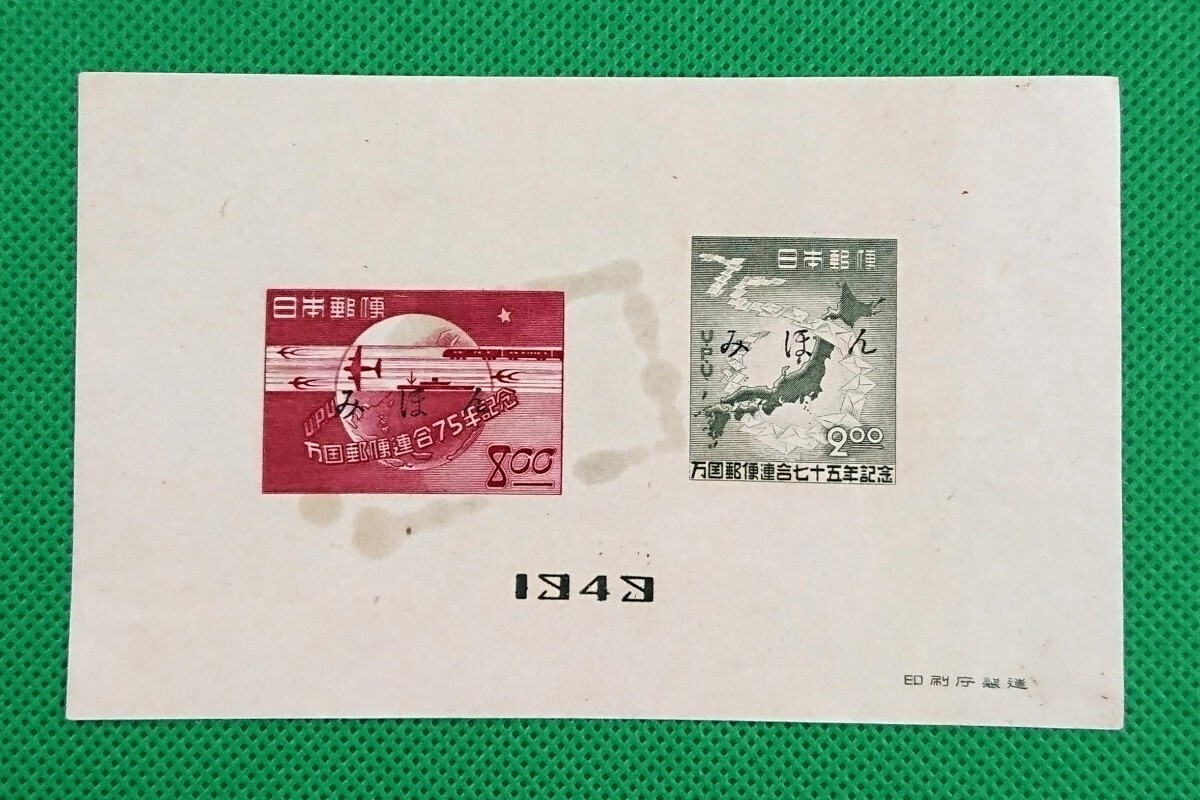 日本郵便
みほん
UPU
万国郵便連合75年記念
8.00
75
日本郵便
U.P.U.
みほん
2.00
万国郵便連合七十五年記念
1949
印刷庁製造